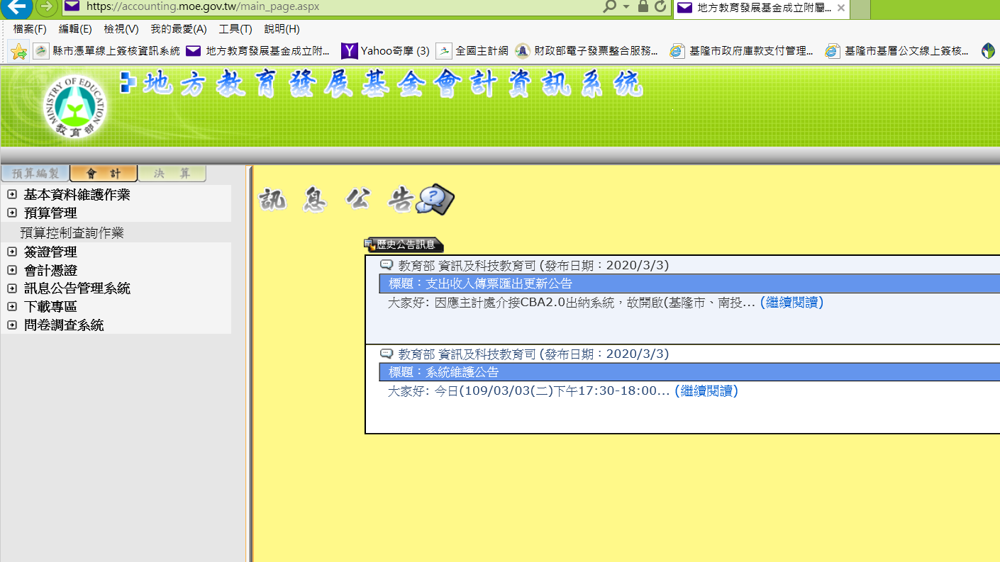 https://accounting.moe.gov.tw/main_page.aspx
地方教育發展基金成立附屬...
檔案(F) 編輯(E) 檢視(V) 我的最愛(A) 工具(T) 說明(H)
縣市憑單線上簽核資訊系統 地方教育發展基金成立附... Yahoo奇摩 (3) 全國主計網 財政部電子發票整合服務... 基隆市政府庫款支付管理... 基隆市基層公文線上簽核...
地方教育發展基金會計資訊系統
MINISTRY OF EDUCATION
教育部
預算編製 會計 決算
基本資料維護作業
預算管理
預算控制查詢作業
簽證管理
會計憑證
訊息公告管理系統
下載專區
問卷調查系統
訊息公告
歷史公告訊息
教育部 資訊及科技教育司 (發布日期：2020/3/3)
標題：支出收入傳票匯出更新公告
大家好: 因應主計處介接CBA2.0出納系統，故開啟(基隆市、南投... (繼續閱讀)
教育部 資訊及科技教育司 (發布日期：2020/3/3)
標題：系統維護公告
大家好: 今日(109/03/03(二)下午17:30-18:00... (繼續閱讀)